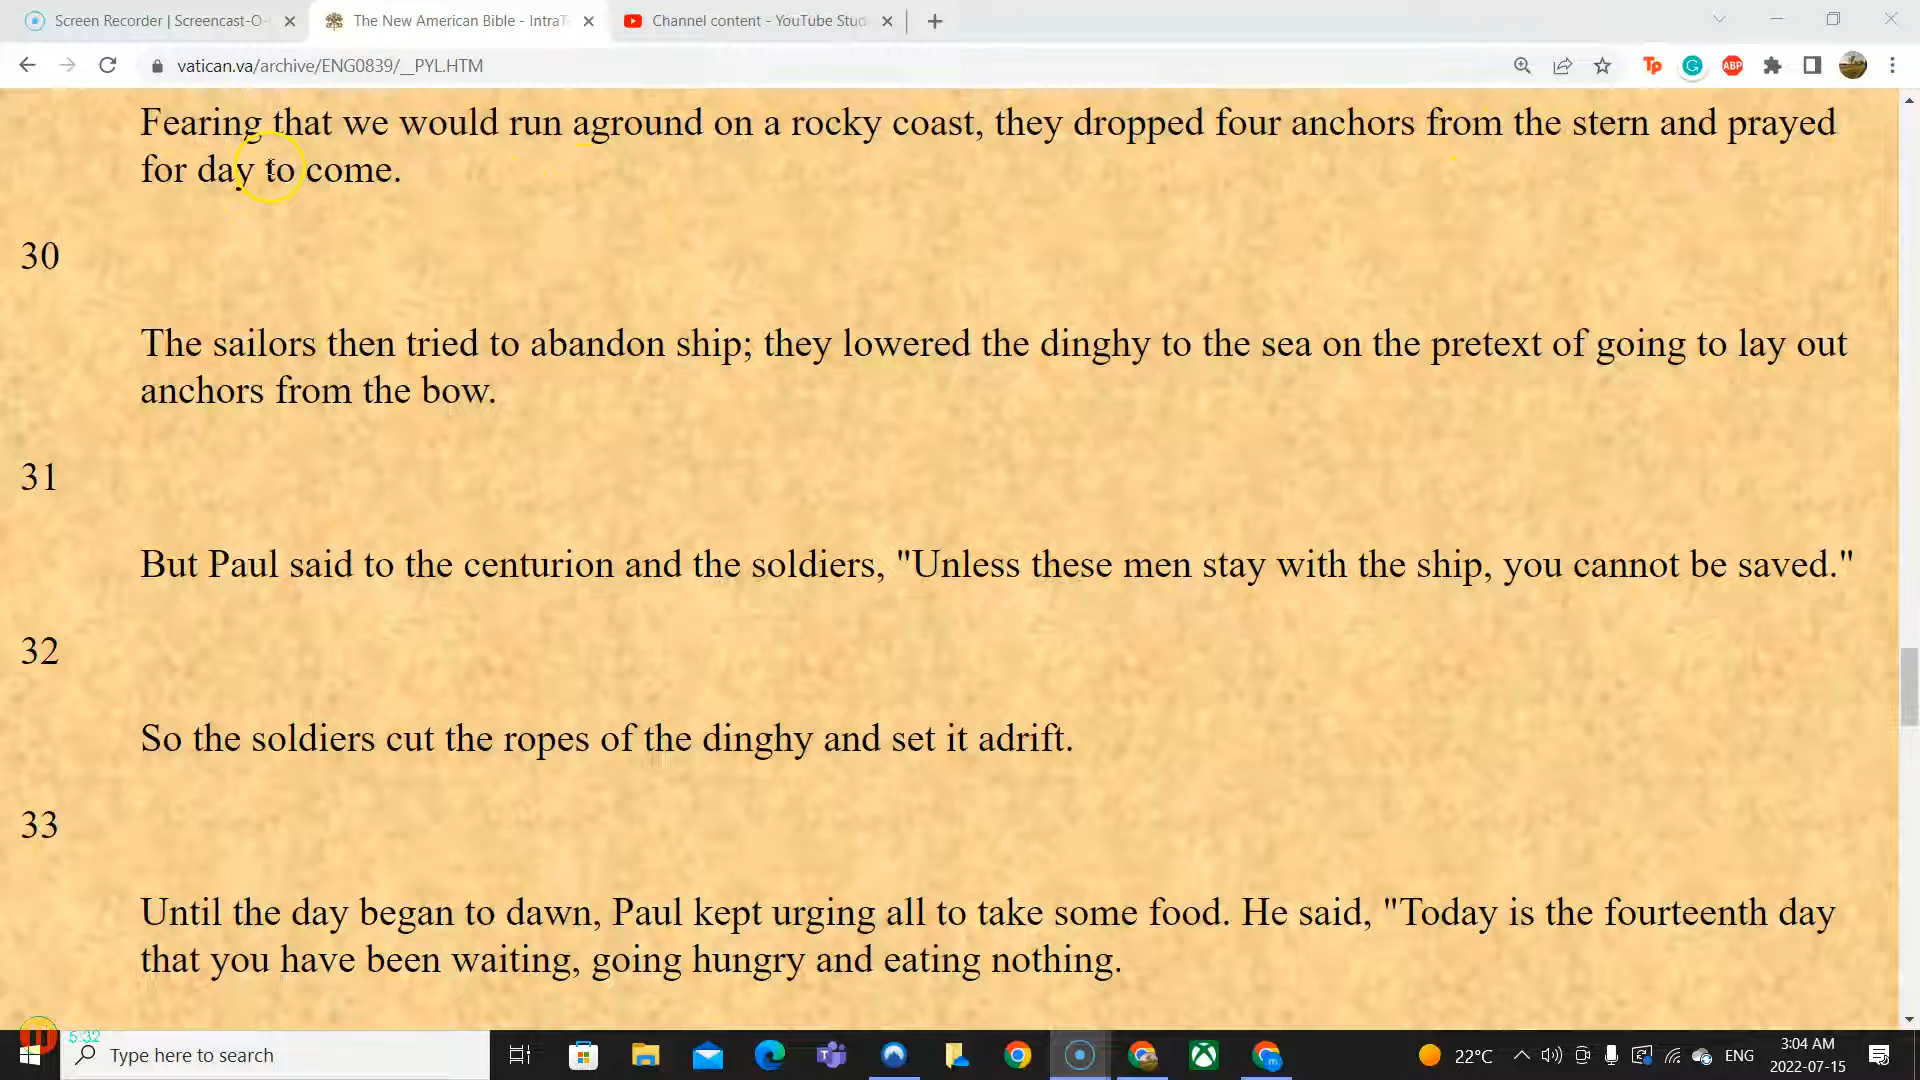 Screen Recorder | Screencast-O-
The New American Bible - IntraTe
Channel content - YouTube Stud
vatican.va/archive/ENG0839/__PYL.HTM
Tp
G
ABP
Fearing that we would run aground on a rocky coast, they dropped four anchors from the stern and prayed
for day to come.
30
The sailors then tried to abandon ship; they lowered the dinghy to the sea on the pretext of going to lay out
anchors from the bow.
31
But Paul said to the centurion and the soldiers, "Unless these men stay with the ship, you cannot be saved."
32
So the soldiers cut the ropes of the dinghy and set it adrift.
33
Until the day began to dawn, Paul kept urging all to take some food. He said, "Today is the fourteenth day
that you have been waiting, going hungry and eating nothing.
5:32
Type here to search
22°C
ENG
3:04 AM
2022-07-15